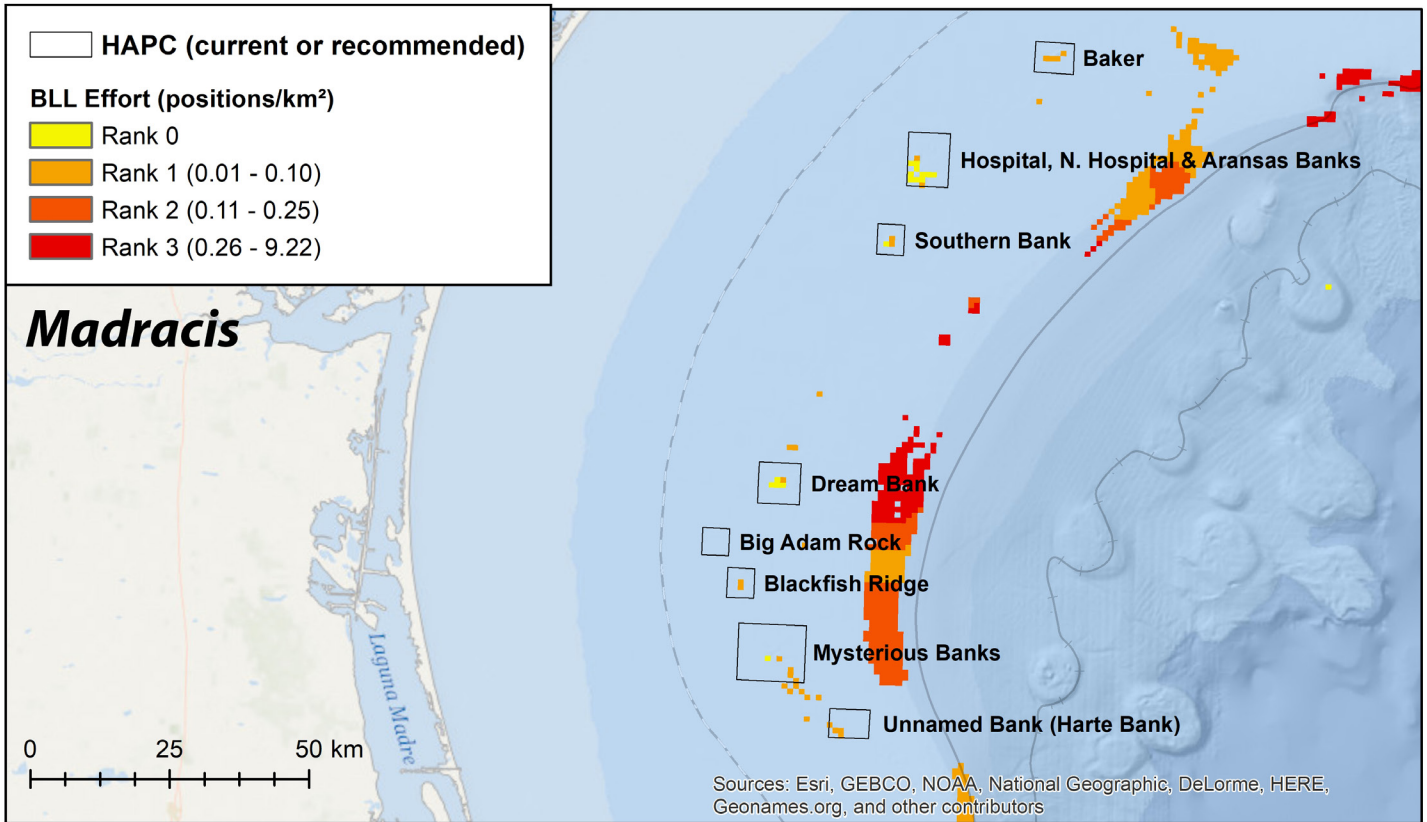 HAPC (current or recommended)
BLL Effort (positions/km²)
Rank 0
Rank 1 (0.01 - 0.10)
Rank 2 (0.11 - 0.25)
Rank 3 (0.26 - 9.22)
Madracis
Baker
Hospital, N. Hospital & Aransas Banks
Southern Bank
Dream Bank
Big Adam Rock
Blackfish Ridge
Mysterious Banks
Unnamed Bank (Harte Bank)
Laguna Madre
0 25 50 km
Sources: Esri, GEBCO, NOAA, National Geographic, DeLorme, HERE,
Geonames.org, and other contributors